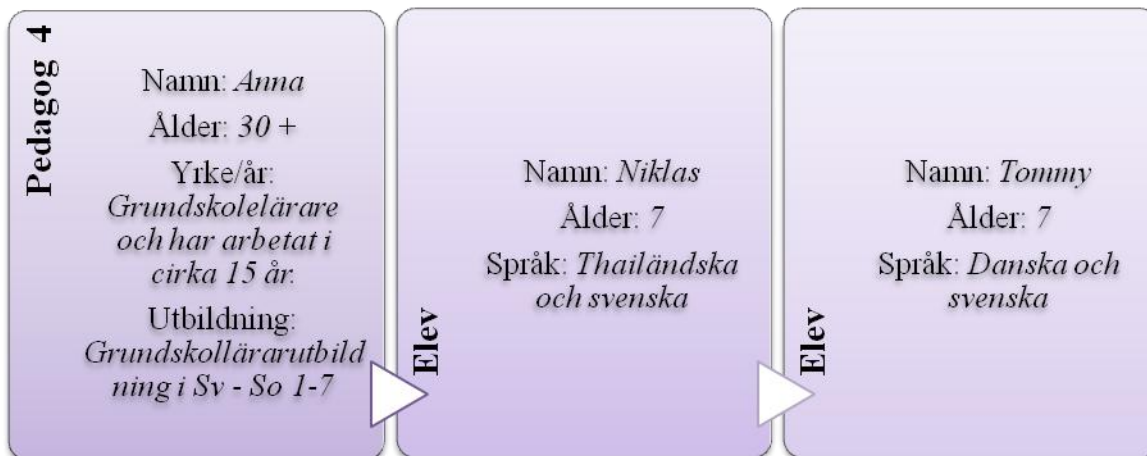 Pedagog 4
Namn: Anna
Ålder: 30 +
Yrke/år:
Grundskolelärare
och har arbetat i
cirka 15 år.
Utbildning:
Grundskollärarutbild
ning i Sv - So 1-7
Elev
Namn: Niklas
Ålder: 7
Språk: Thailändska
och svenska
Elev
Namn: Tommy
Ålder: 7
Språk: Danska och
svenska